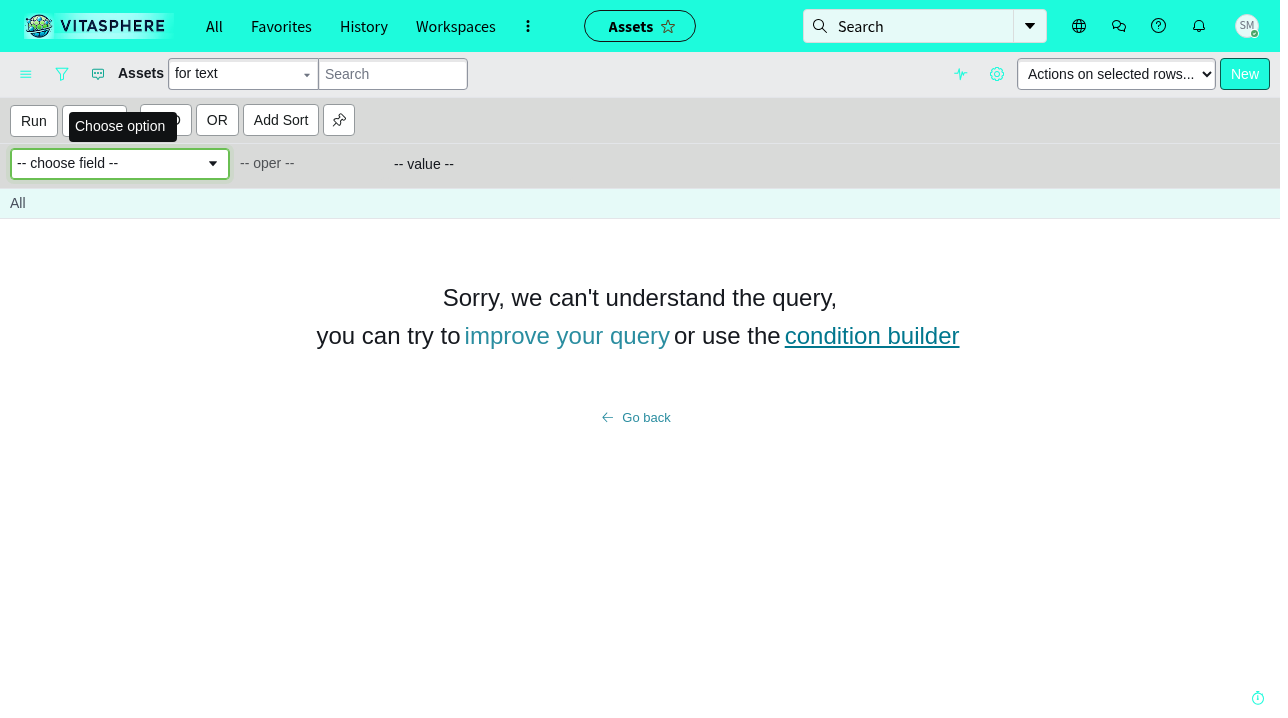 VITASPHERE All Favorites History Workspaces Assets Search SM
Assets for text Search Actions on selected rows... New
Run OR Add Sort
Choose option
-- choose field -- -- oper -- -- value --
All
Sorry, we can't understand the query,
you can try to improve your query or use the condition builder
Go back